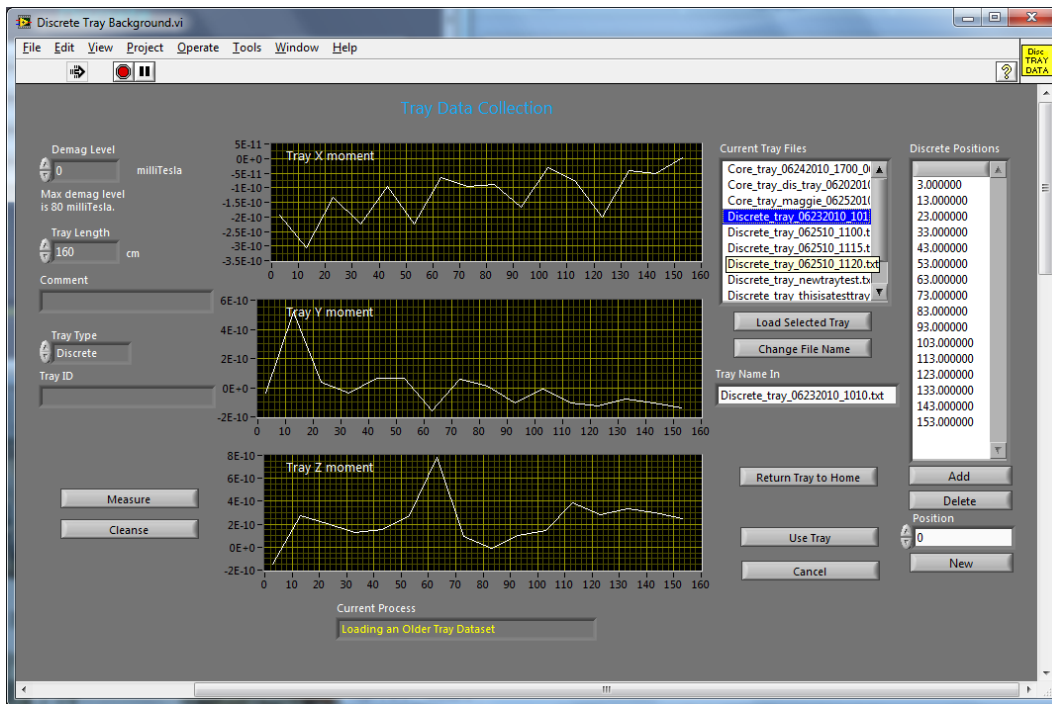 Discrete Tray Background.vi
File Edit View Project Operate Tools Window Help
Disc
TRAY
DATA
Tray Data Collection
Demag Level
0 milliTesla
Max demag level
is 80 milliTesla.
Tray Length
160 cm
Comment
Tray Type
Discrete
Tray ID
Measure
Cleanse
Tray X moment
5E-11
0E+0
-5E-11
-1E-10
-1.5E-10
-2E-10
-2.5E-10
-3E-10
-3.5E-10
0 10 20 30 40 50 60 70 80 90 100 110 120 130 140 150 160
Tray Y moment
6E-10
4E-10
2E-10
0E+0
-2E-10
0 10 20 30 40 50 60 70 80 90 100 110 120 130 140 150 160
Tray Z moment
8E-10
6E-10
4E-10
2E-10
0E+0
-2E-10
0 10 20 30 40 50 60 70 80 90 100 110 120 130 140 150 160
Current Process
Loading an Older Tray Dataset
Current Tray Files
Core_tray_06242010_1700_0
Core_tray_dis_tray_0620201
Core_tray_maggie_0625201
Discrete_tray_06232010_101
Discrete_tray_062510_1100.t
Discrete_tray_062510_1115.t
Discrete_tray_062510_1120.txt
Discrete_tray_newtraytest.tx
Discrete_tray_thisisatesttray
Load Selected Tray
Change File Name
Tray Name In
Discrete_tray_06232010_1010.txt
Return Tray to Home
Use Tray
Cancel
Discrete Positions
3.000000
13.000000
23.000000
33.000000
43.000000
53.000000
63.000000
73.000000
83.000000
93.000000
103.000000
113.000000
123.000000
133.000000
143.000000
153.000000
Add
Delete
Position
0
New